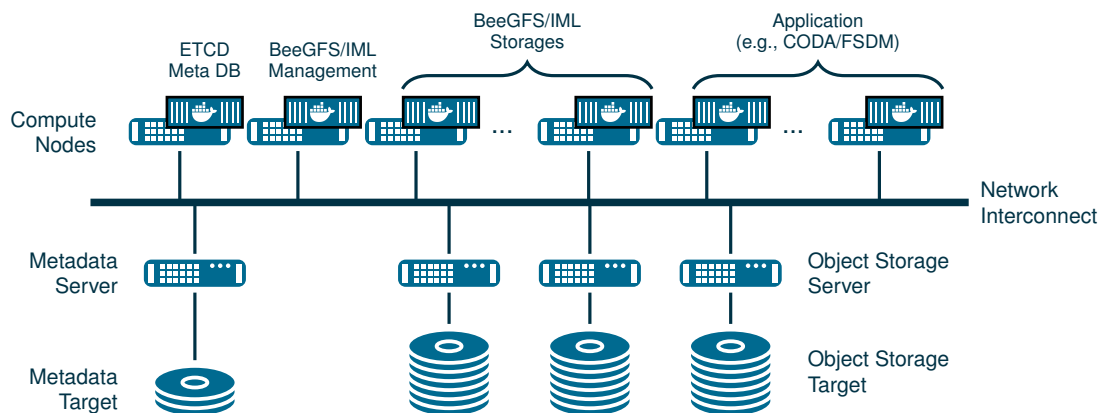 ETCD
Meta DB
BeeGFS/IML
Management
BeeGFS/IML
Storages
Application
(e.g., CODA/FSDM)
Compute
Nodes
...
...
Network
Interconnect
Metadata
Server
Object Storage
Server
Metadata
Target
Object Storage
Target